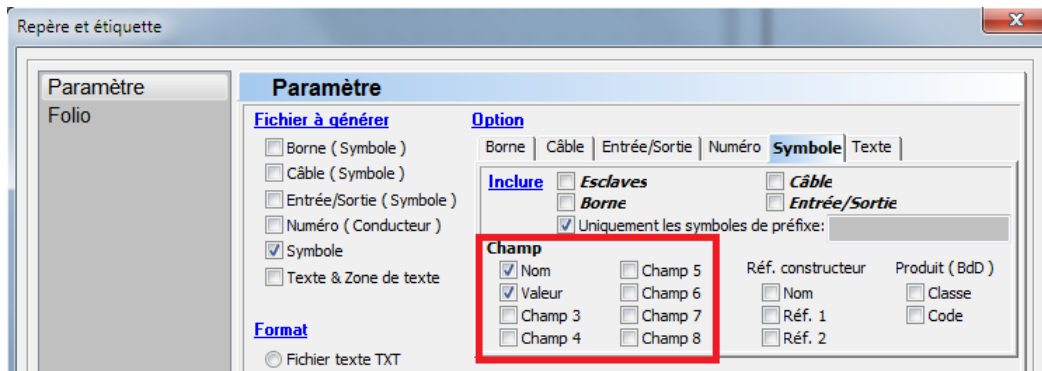 Repère et étiquette
Paramètre
Folio
Paramètre
Fichier à générer
Borne ( Symbole )
Câble ( Symbole )
Entrée/Sortie ( Symbole )
Numéro ( Conducteur )
Symbole
Texte & Zone de texte
Format
Fichier texte TXT
Option
Borne Câble Entrée/Sortie Numéro Symbole Texte
Inclure Esclaves Câble
Borne Entrée/Sortie
Uniquement les symboles de préfixe:
Champ
Nom Champ 5
Valeur Champ 6
Champ 3 Champ 7
Champ 4 Champ 8
Réf. constructeur
Nom
Réf. 1
Réf. 2
Produit ( BdD )
Classe
Code